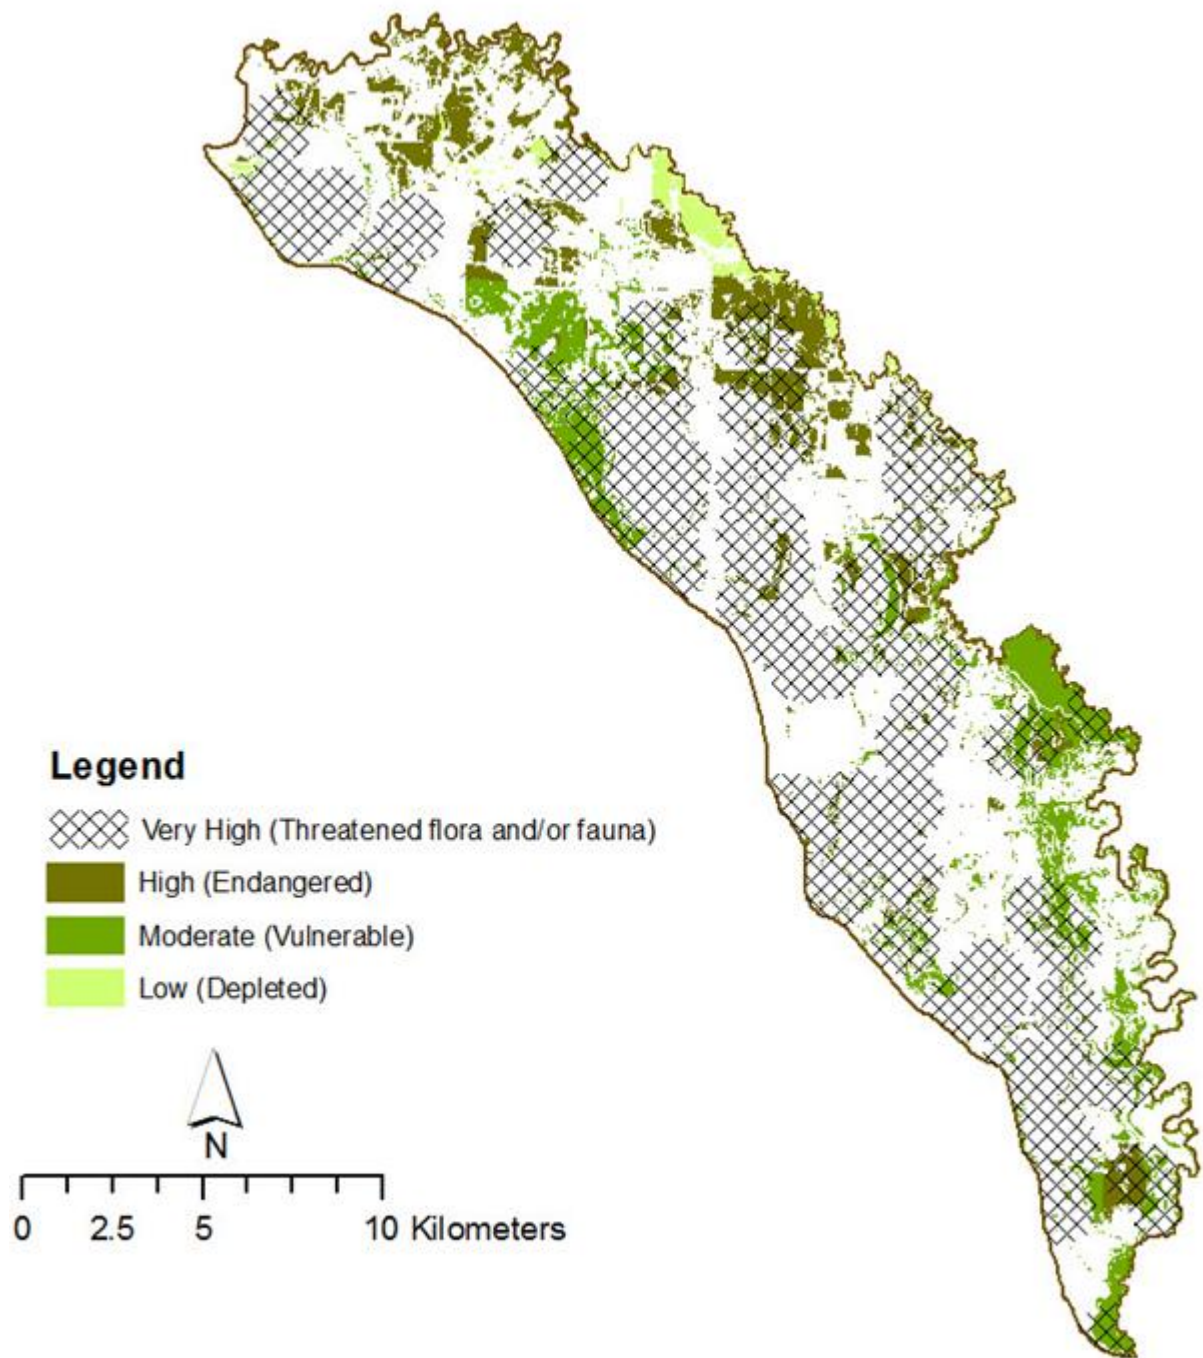 Legend
Very High (Threatened flora and/or fauna)
High (Endangered)
Moderate (Vulnerable)
Low (Depleted)
N
0 2.5 5 10 Kilometers